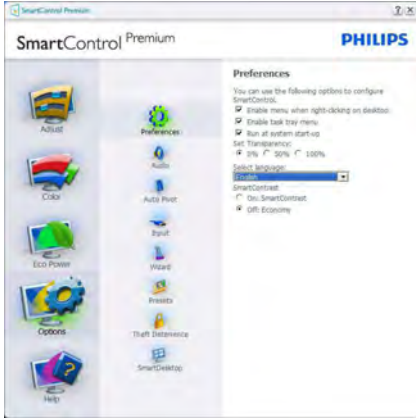 SmartControl Premium
SmartControl Premium
PHILIPS
Adjust
Color
Eco Power
Options
Help
Preferences
Audio
Auto Pivot
Input
Wizard
Presets
Theft Deterrence
SmartDesktop
Preferences
You can use the following options to configure
SmartControl.
Enable menu when right-clicking on desktop
Enable task tray menu
Run at system start-up
Set Transparency:
0% 50% 100%
Select language:
English
SmartContrast
On: SmartContrast
Off: Economy